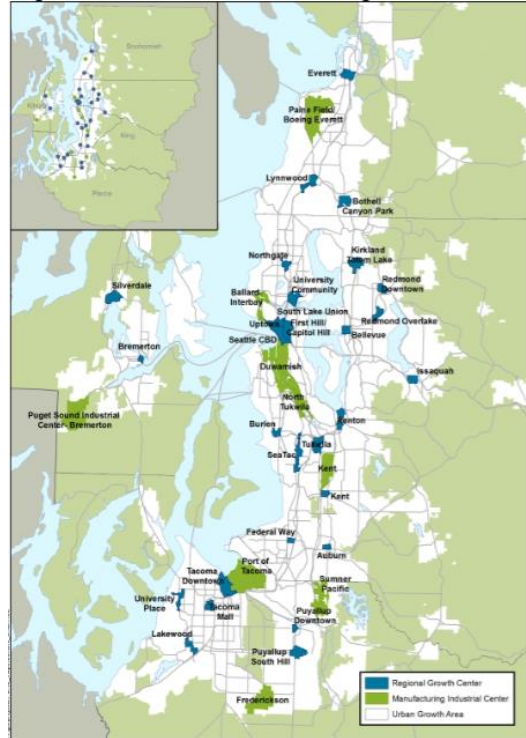 Snohomish
King
Pierce
Everett
Paine Field/
Boeing Everett
Lynnwood
Bothell
Canyon Park
Northgate
Kirkland
Totem Lake
Silverdale
University
Community
Redmond
Downtown
Ballard-
Interbay
South Lake Union
Uptown
First Hill/
Capitol Hill
Redmond Overlake
Seattle CBD
Bellevue
Bremerton
Duwamish
Issaquah
North
Tukwila
Puget Sound Industrial
Center- Bremerton
Burien
Renton
Tukwila
SeaTac
Kent
Kent
Federal Way
Auburn
Tacoma
Downtown
Port of
Tacoma
Sumner
Pacific
University
Place
Tacoma
Mall
Puyallup
Downtown
Lakewood
Puyallup
South Hill
Frederickson
Regional Growth Center
Manufacturing Industrial Center
Urban Growth Area